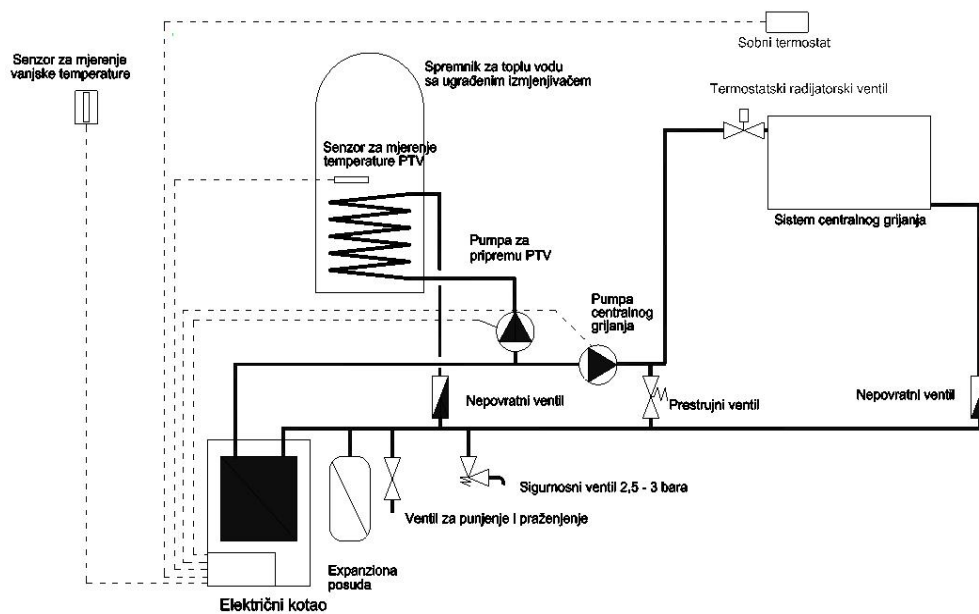 Sobni termostat
Senzor za mjerenje
vanjske temperature
Spremnik za toplu vodu
sa ugrađenim izmjenjivačem
Termostatski radijatorski ventil
Senzor za mjerenje
temperature PTV
Sistem centralnog grijanja
Pumpa za
pripremu PTV
Pumpa
centralnog
grijanja
Nepovratni ventil
Prestrujni ventil
Nepovratni ventil
Sigurnosni ventil 2,5 - 3 bara
Ventil za punjenje I praženjenje
Expanziona
posuda
Električni kotao